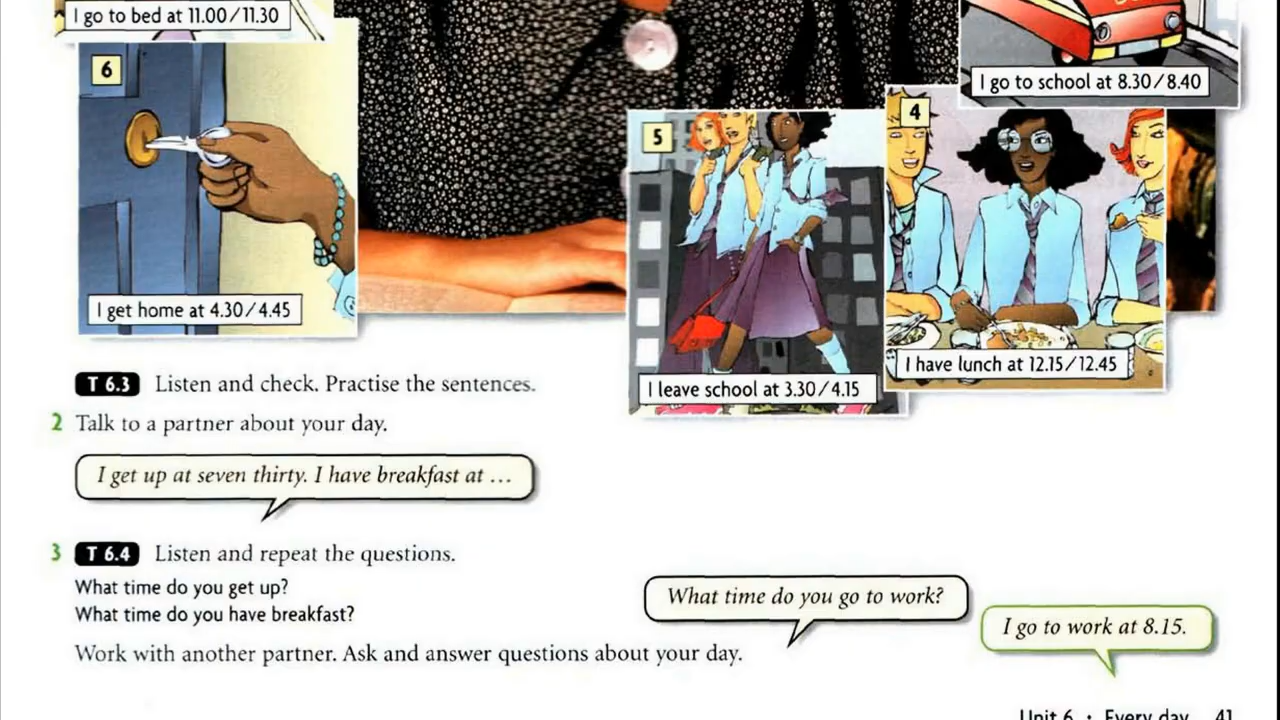 I go to bed at 11.00/11.30
6
I get home at 4.30/4.45
I go to school at 8.30/8.40
4
I have lunch at 12.15/12.45
5
I leave school at 3.30/4.15
T 6.3 Listen and check. Practise the sentences.
2 Talk to a partner about your day.
I get up at seven thirty. I have breakfast at ...
3 T 6.4 Listen and repeat the questions.
What time do you get up?
What time do you have breakfast?
What time do you go to work?
I go to work at 8.15.
Work with another partner. Ask and answer questions about your day.
Unit 6 · Every day 41